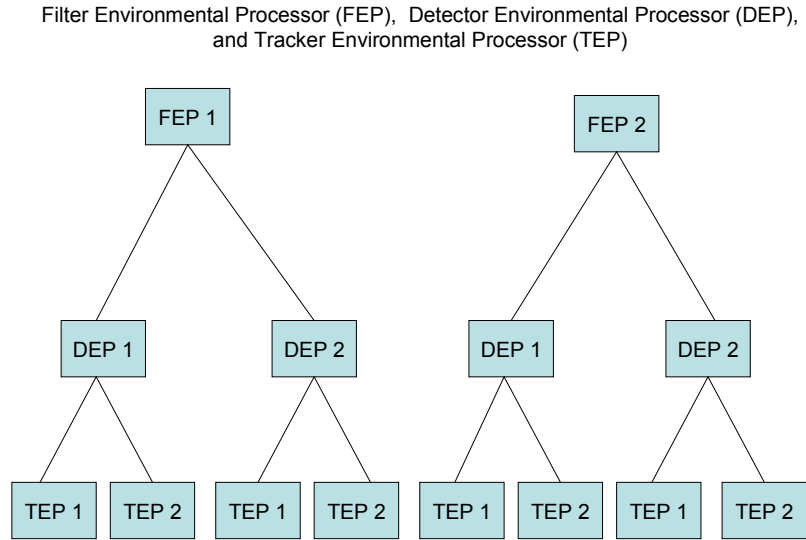 Filter Environmental Processor (FEP),  Detector Environmental Processor (DEP),
and Tracker Environmental Processor (TEP)
FEP 1
FEP 2
DEP 1
DEP 2
DEP 1
DEP 2
TEP 1
TEP 2
TEP 1
TEP 2
TEP 1
TEP 2
TEP 1
TEP 2